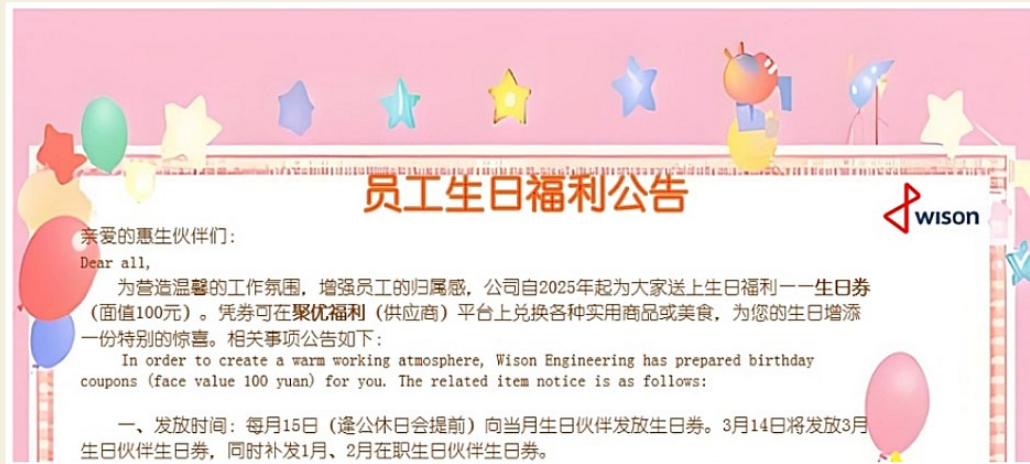 员工生日福利公告
wison
亲爱的惠生伙伴们：
Dear all,
为营造温馨的工作氛围，增强员工的归属感，公司自2025年起为大家送上生日福利——生日券
（面值100元）。凭券可在聚优福利（供应商）平台上兑换各种实用商品或美食，为您的生日增添
一份特别的惊喜。相关事项公告如下：
In order to create a warm working atmosphere, Wison Engineering has prepared birthday
coupons (face value 100 yuan) for you. The related item notice is as follows:
一、发放时间：每月15日（逢公休日会提前）向当月生日伙伴发放生日券。3月14日将发放3月
生日伙伴生日券，同时补发1月、2月在职生日伙伴生日券。